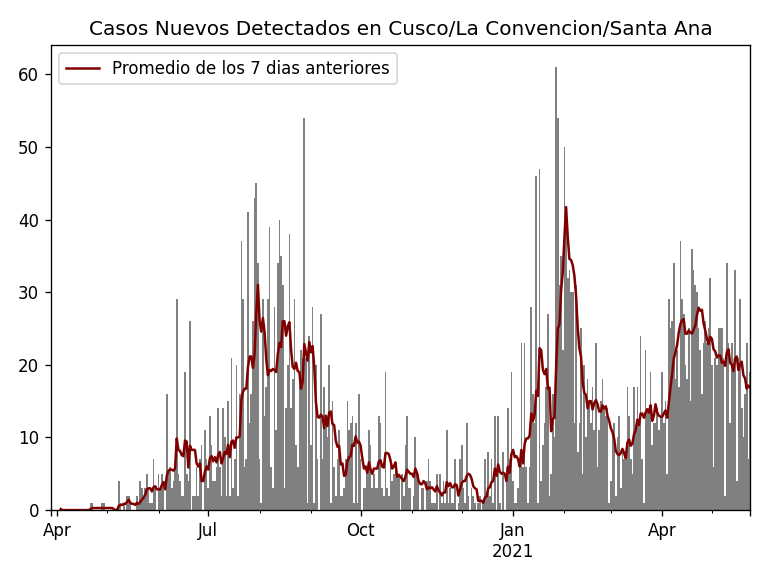 Casos Nuevos Detectados en Cusco/La Convencion/Santa Ana
Promedio de los 7 dias anteriores
60
50
40
30
20
10
0
Apr
Jul
Oct
Jan
2021
Apr